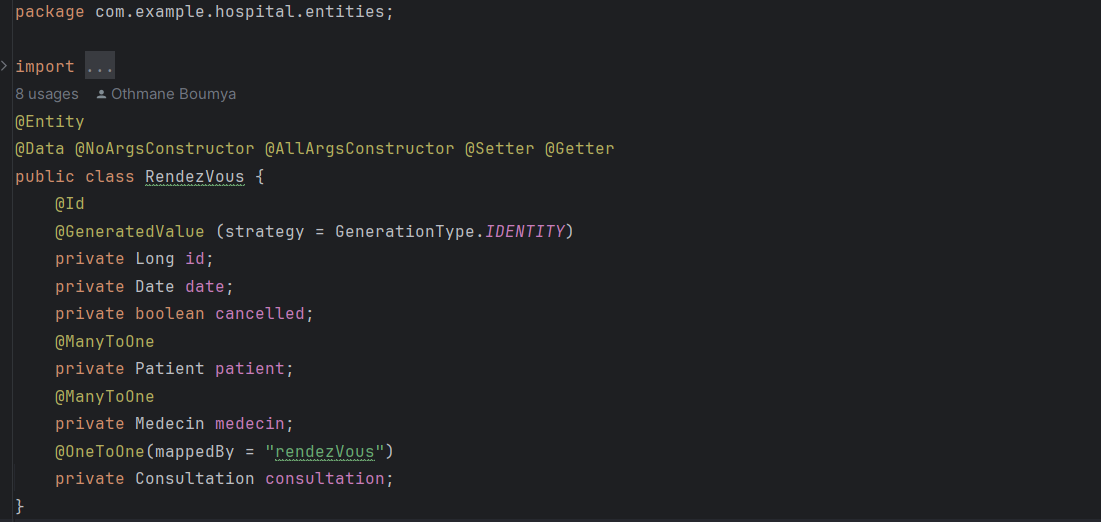 package com.example.hospital.entities;
import ...
8 usages Othmane Boumya
@Entity
@Data @NoArgsConstructor @AllArgsConstructor @Setter @Getter
public class RendezVous {
@Id
@GeneratedValue (strategy = GenerationType.IDENTITY)
private Long id;
private Date date;
private boolean cancelled;
@ManyToOne
private Patient patient;
@ManyToOne
private Medecin medecin;
@OneToOne(mappedBy = "rendezVous")
private Consultation consultation;
}